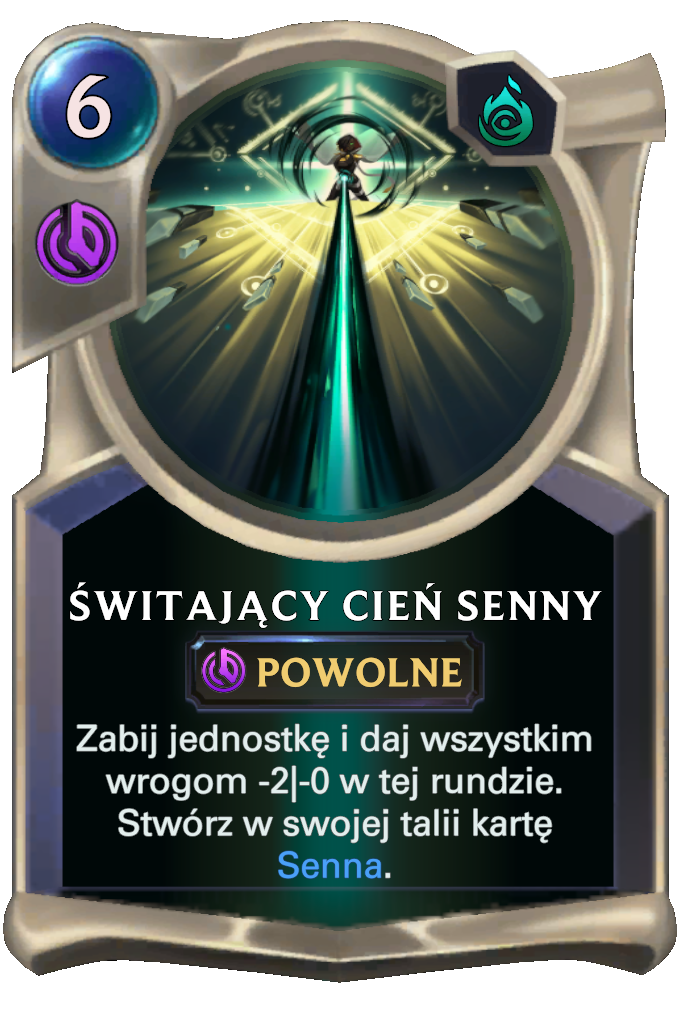 6
ŚWITAJĄCY CIEŃ SENNY
POWOLNE
Zabij jednostkę i daj wszystkim
wrogom -2|-0 w tej rundzie.
Stwórz w swojej talii kartę
Senna.